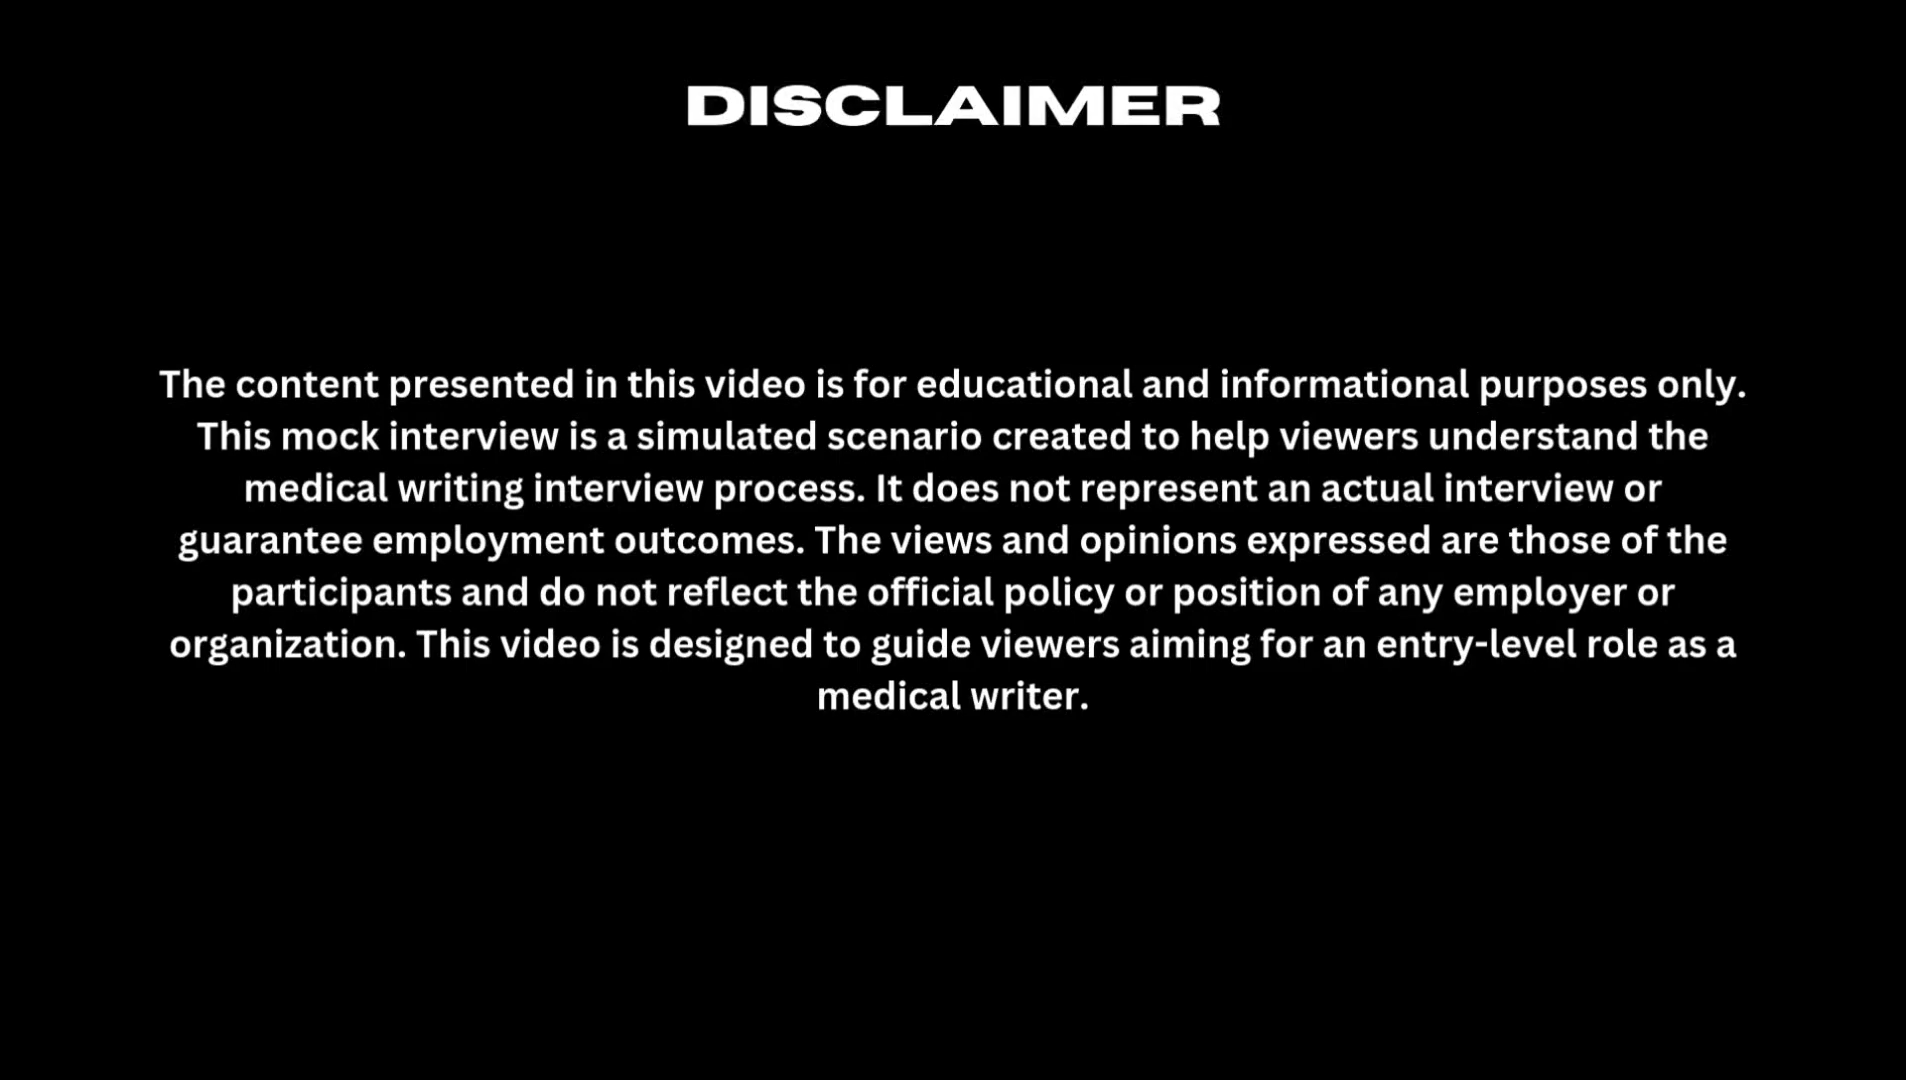 DISCLAIMER
The content presented in this video is for educational and informational purposes only.
This mock interview is a simulated scenario created to help viewers understand the
medical writing interview process. It does not represent an actual interview or
guarantee employment outcomes. The views and opinions expressed are those of the
participants and do not reflect the official policy or position of any employer or
organization. This video is designed to guide viewers aiming for an entry-level role as a
medical writer.